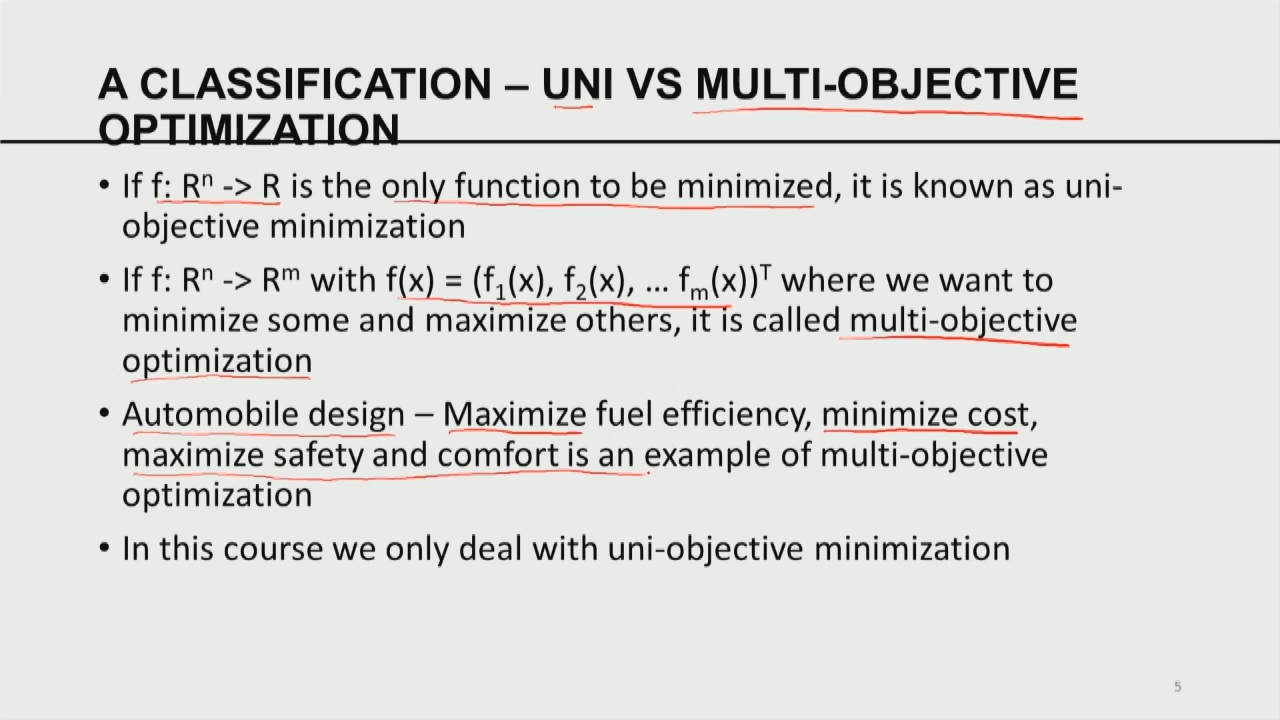 A CLASSIFICATION – UNI VS MULTI-OBJECTIVE
OPTIMIZATION
• If f: Rⁿ -> R is the only function to be minimized, it is known as uni-
objective minimization
• If f: Rⁿ -> Rᵐ with f(x) = (f₁(x), f₂(x), … fₘ(x))ᵀ where we want to
minimize some and maximize others, it is called multi-objective
optimization
• Automobile design – Maximize fuel efficiency, minimize cost,
maximize safety and comfort is an example of multi-objective
optimization
• In this course we only deal with uni-objective minimization
5